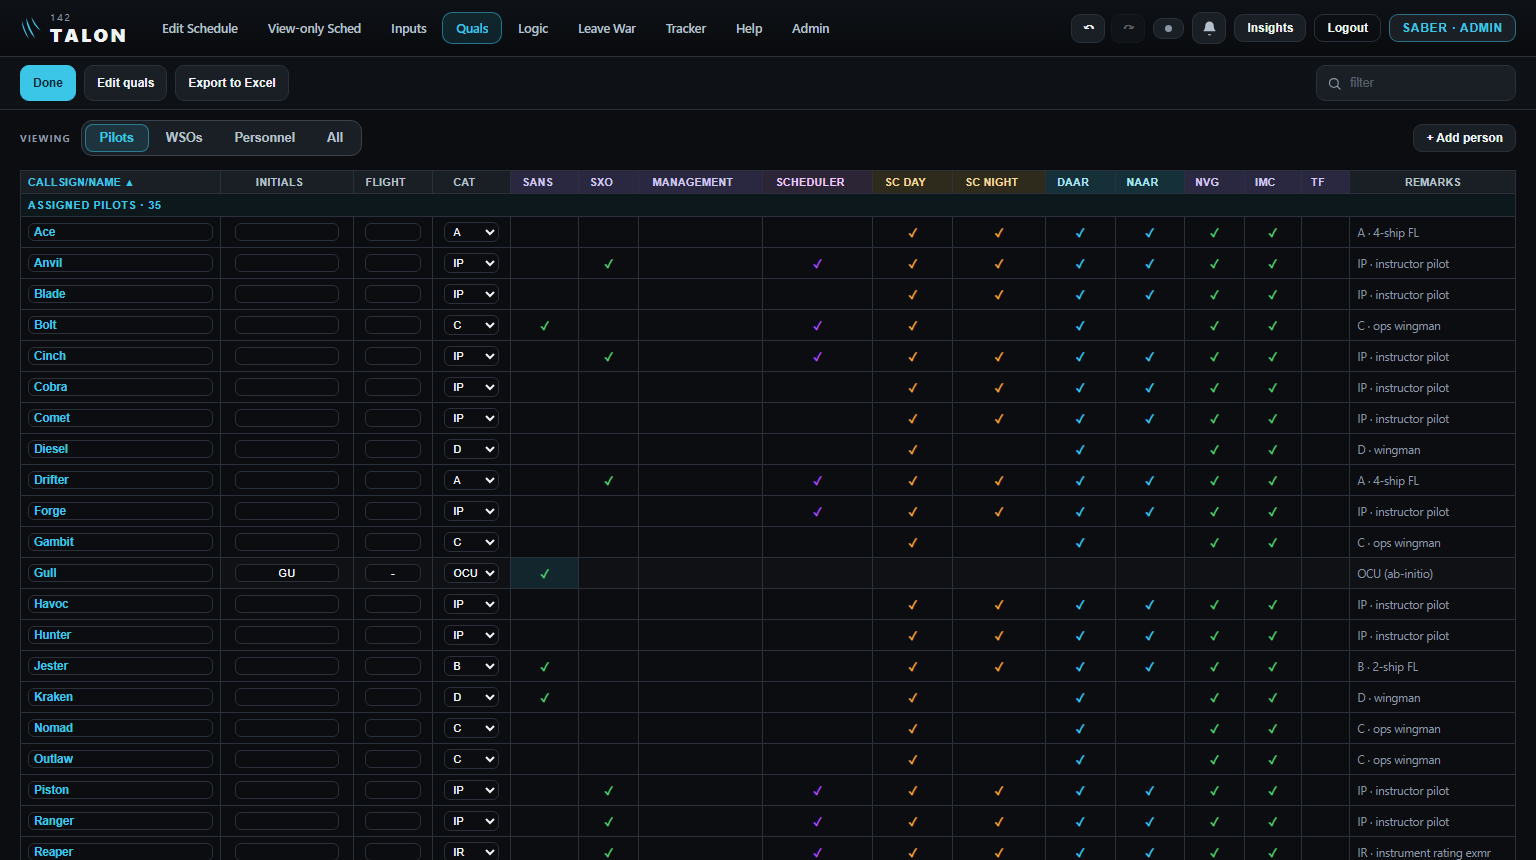 142
TALON
Edit Schedule
View-only Sched
Inputs
Quals
Logic
Leave War
Tracker
Help
Admin
Insights
Logout
SABER · ADMIN
Done
Edit quals
Export to Excel
filter
VIEWING
Pilots
WSOs
Personnel
All
+ Add person
CALLSIGN/NAME ▲ INITIALS FLIGHT CAT SANS SXO MANAGEMENT SCHEDULER SC DAY SC NIGHT DAAR NAAR NVG IMC TF REMARKS
ASSIGNED PILOTS · 35
Ace A ✓ ✓ ✓ ✓ ✓ ✓ A · 4-ship FL
Anvil IP ✓ ✓ ✓ ✓ ✓ ✓ ✓ ✓ IP · instructor pilot
Blade IP ✓ ✓ ✓ ✓ ✓ ✓ IP · instructor pilot
Bolt C ✓ ✓ ✓ ✓ ✓ ✓ C · ops wingman
Cinch IP ✓ ✓ ✓ ✓ ✓ ✓ ✓ ✓ IP · instructor pilot
Cobra IP ✓ ✓ ✓ ✓ ✓ ✓ IP · instructor pilot
Comet IP ✓ ✓ ✓ ✓ ✓ ✓ IP · instructor pilot
Diesel D ✓ ✓ ✓ ✓ D · wingman
Drifter A ✓ ✓ ✓ ✓ ✓ ✓ ✓ ✓ A · 4-ship FL
Forge IP ✓ ✓ ✓ ✓ ✓ ✓ ✓ IP · instructor pilot
Gambit C ✓ ✓ ✓ ✓ C · ops wingman
Gull GU - OCU ✓ OCU (ab-initio)
Havoc IP ✓ ✓ ✓ ✓ ✓ ✓ IP · instructor pilot
Hunter IP ✓ ✓ ✓ ✓ ✓ ✓ IP · instructor pilot
Jester B ✓ ✓ ✓ ✓ ✓ ✓ ✓ B · 2-ship FL
Kraken D ✓ ✓ ✓ ✓ ✓ D · wingman
Nomad C ✓ ✓ ✓ ✓ C · ops wingman
Outlaw C ✓ ✓ ✓ ✓ C · ops wingman
Piston IP ✓ ✓ ✓ ✓ ✓ ✓ ✓ ✓ IP · instructor pilot
Ranger IP ✓ ✓ ✓ ✓ ✓ ✓ ✓ ✓ IP · instructor pilot
Reaper IR ✓ ✓ ✓ ✓ ✓ ✓ ✓ ✓ IR · instrument rating exmr